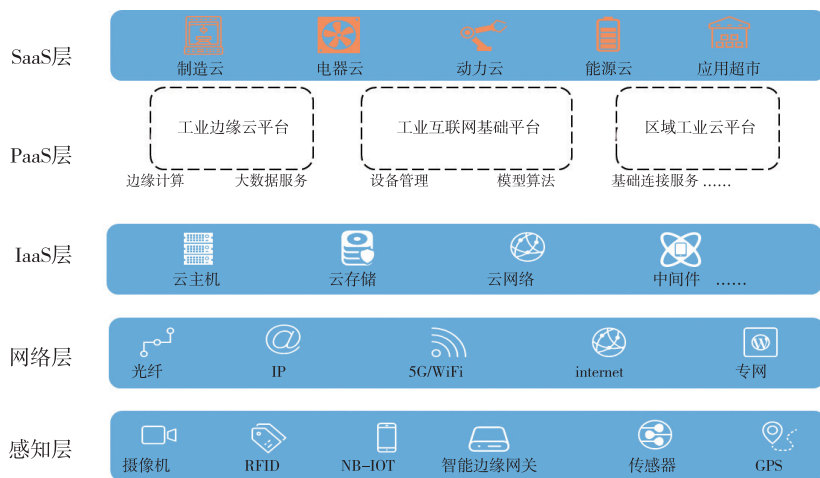 SaaS层
制造云 电器云 动力云 能源云 应用超市
工业边缘云平台 工业互联网基础平台 区域工业云平台
PaaS层
边缘计算 大数据服务 设备管理 模型算法 基础连接服务 ……
IaaS层
云主机 云存储 云网络 中间件 ……
网络层
光纤 IP 5G/WiFi internet 专网
感知层
摄像机 RFID NB-IOT 智能边缘网关 传感器 GPS